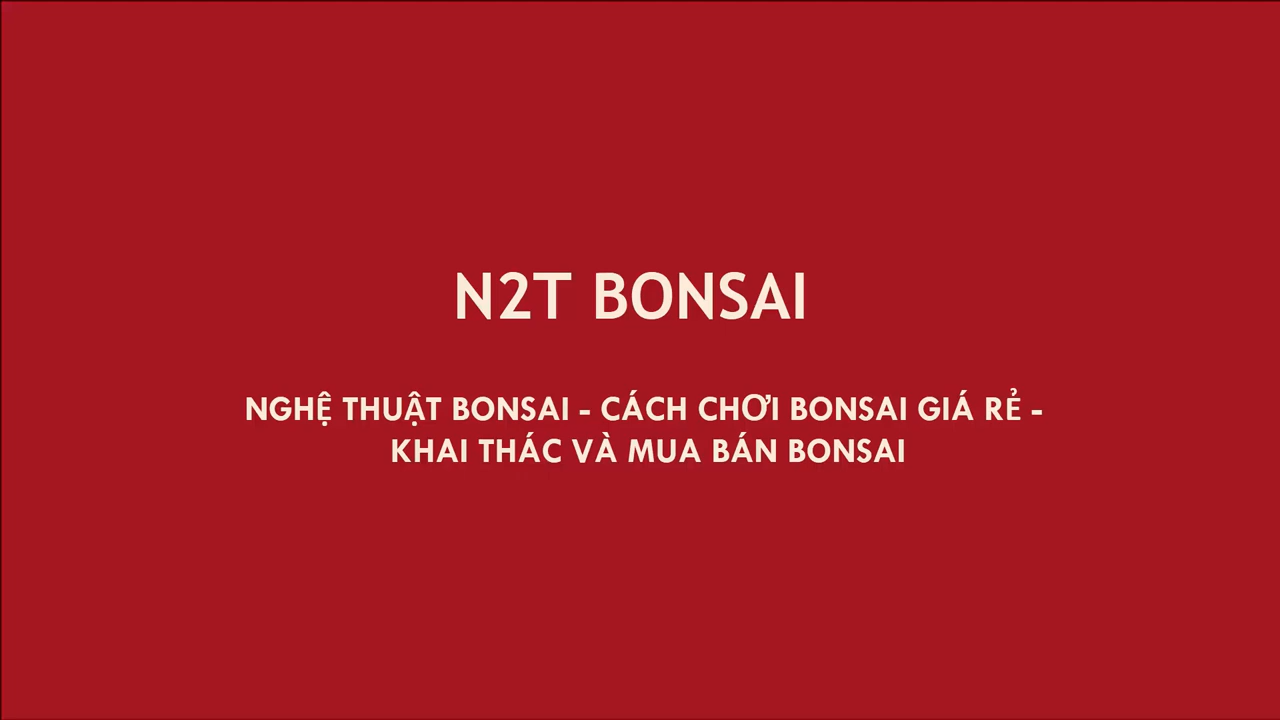 N2T BONSAI
NGHỆ THUẬT BONSAI - CÁCH CHƠI BONSAI GIÁ RẺ -
KHAI THÁC VÀ MUA BÁN BONSAI